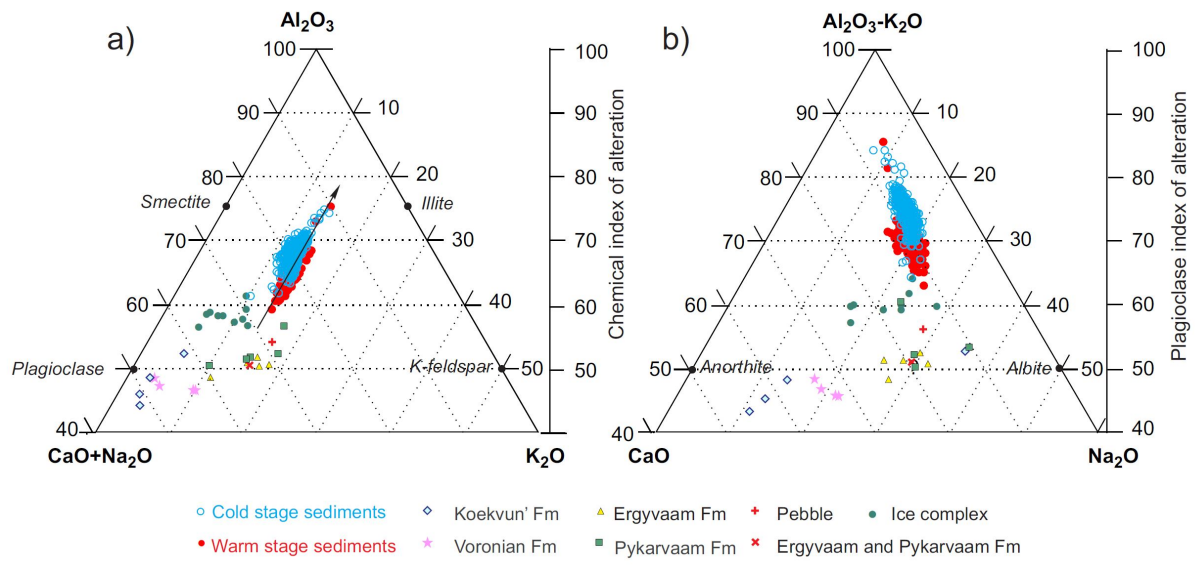 a)
Al₂O₃
100
90
80
70
60
50
40
10
20
30
40
50
Smectite
Illite
Plagioclase
K-feldspar
CaO+Na₂O
K₂O
100
90
80
70
60
50
40
Chemical index of alteration
b)
Al₂O₃-K₂O
100
90
80
70
60
50
40
10
20
30
40
50
Anorthite
Albite
CaO
Na₂O
100
90
80
70
60
50
40
Plagioclase index of alteration
Cold stage sediments
Koekvun' Fm
Ergyvaam Fm
Pebble
Ice complex
Warm stage sediments
Voronian Fm
Pykarvaam Fm
Ergyvaam and Pykarvaam Fm